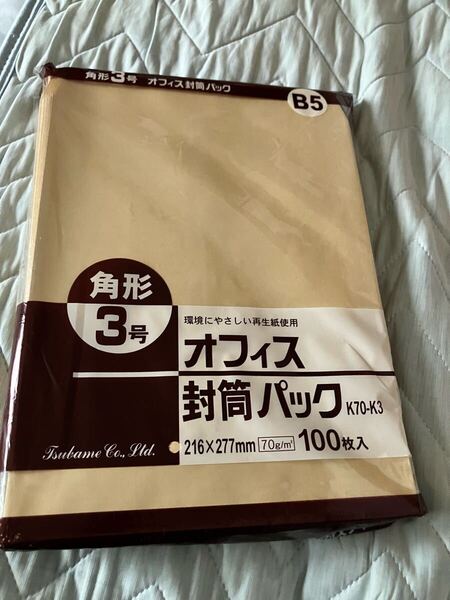 角形3号 オフィス封筒パック
B5
角形
3号
環境にやさしい再生紙使用
オフィス
封筒パック K70-K3
216×277mm 70g/m² 100枚入
Tsubame Co., Ltd.